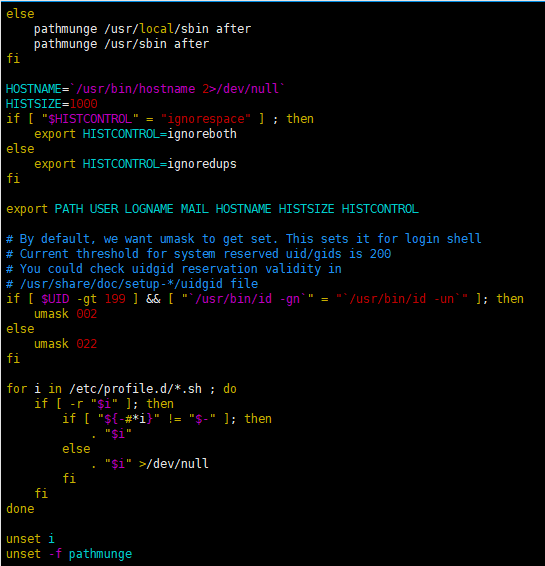 else
    pathmunge /usr/local/sbin after
    pathmunge /usr/sbin after
fi

HOSTNAME=`/usr/bin/hostname 2>/dev/null`
HISTSIZE=1000
if [ "$HISTCONTROL" = "ignorespace" ] ; then
    export HISTCONTROL=ignoreboth
else
    export HISTCONTROL=ignoredups
fi

export PATH USER LOGNAME MAIL HOSTNAME HISTSIZE HISTCONTROL

# By default, we want umask to get set. This sets it for login shell
# Current threshold for system reserved uid/gids is 200
# You could check uidgid reservation validity in
# /usr/share/doc/setup-*/uidgid file
if [ $UID -gt 199 ] && [ "`/usr/bin/id -gn`" = "`/usr/bin/id -un`" ]; then
    umask 002
else
    umask 022
fi

for i in /etc/profile.d/*.sh ; do
    if [ -r "$i" ]; then
        if [ "${-#*i}" != "$-" ]; then
            . "$i"
        else
            . "$i" >/dev/null
        fi
    fi
done

unset i
unset -f pathmunge